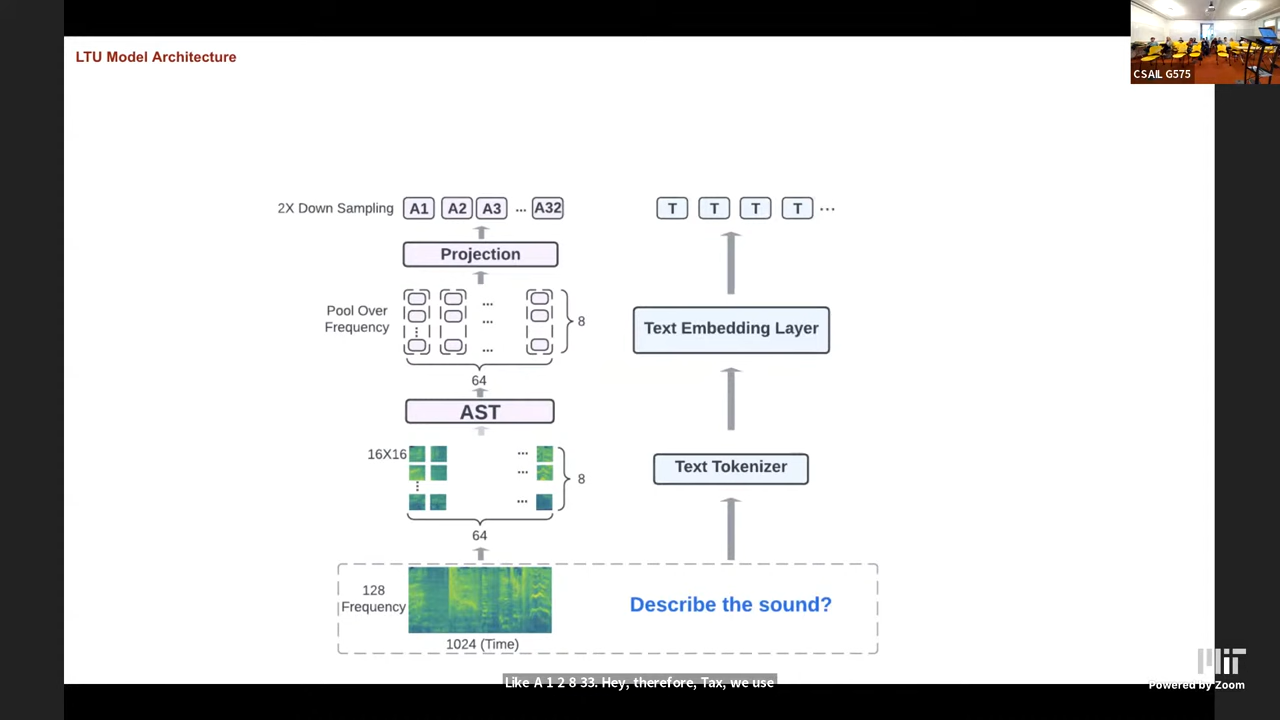 LTU Model Architecture
CSAIL G575
2X Down Sampling
A1 A2 A3 ... A32
T T T T ...
Projection
Pool Over
Frequency
...
...
...
8
64
Text Embedding Layer
AST
16X16
...
...
...
8
64
Text Tokenizer
128
Frequency
1024 (Time)
Describe the sound?
MIT
Powered by Zoom
Like A 1 2 8 33. Hey, therefore, Tax, we use